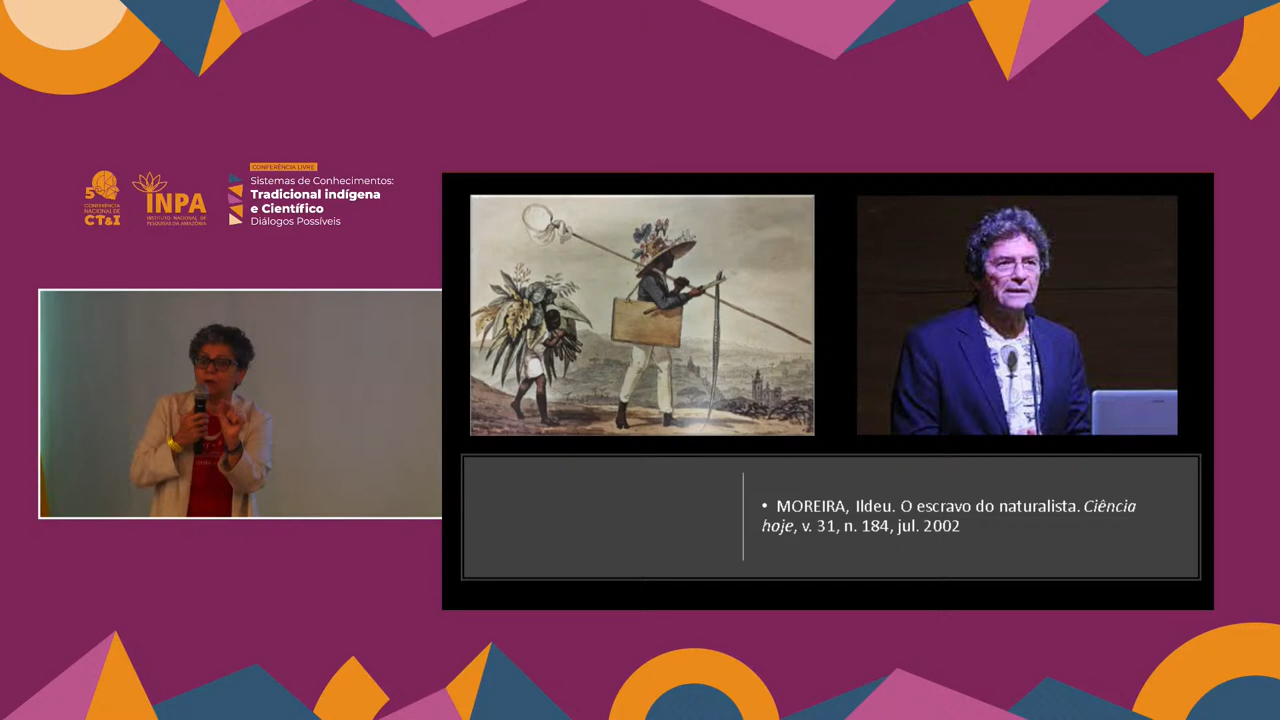 5
CONFERÊNCIA
NACIONAL DE
CT&I
INPA
INSTITUTO NACIONAL DE
PESQUISAS DA AMAZÔNIA
CONFERÊNCIA LIVRE
Sistemas de Conhecimentos:
Tradicional indígena
e Científico
Diálogos Possíveis
• MOREIRA, Ildeu. O escravo do naturalista. Ciência
hoje, v. 31, n. 184, jul. 2002